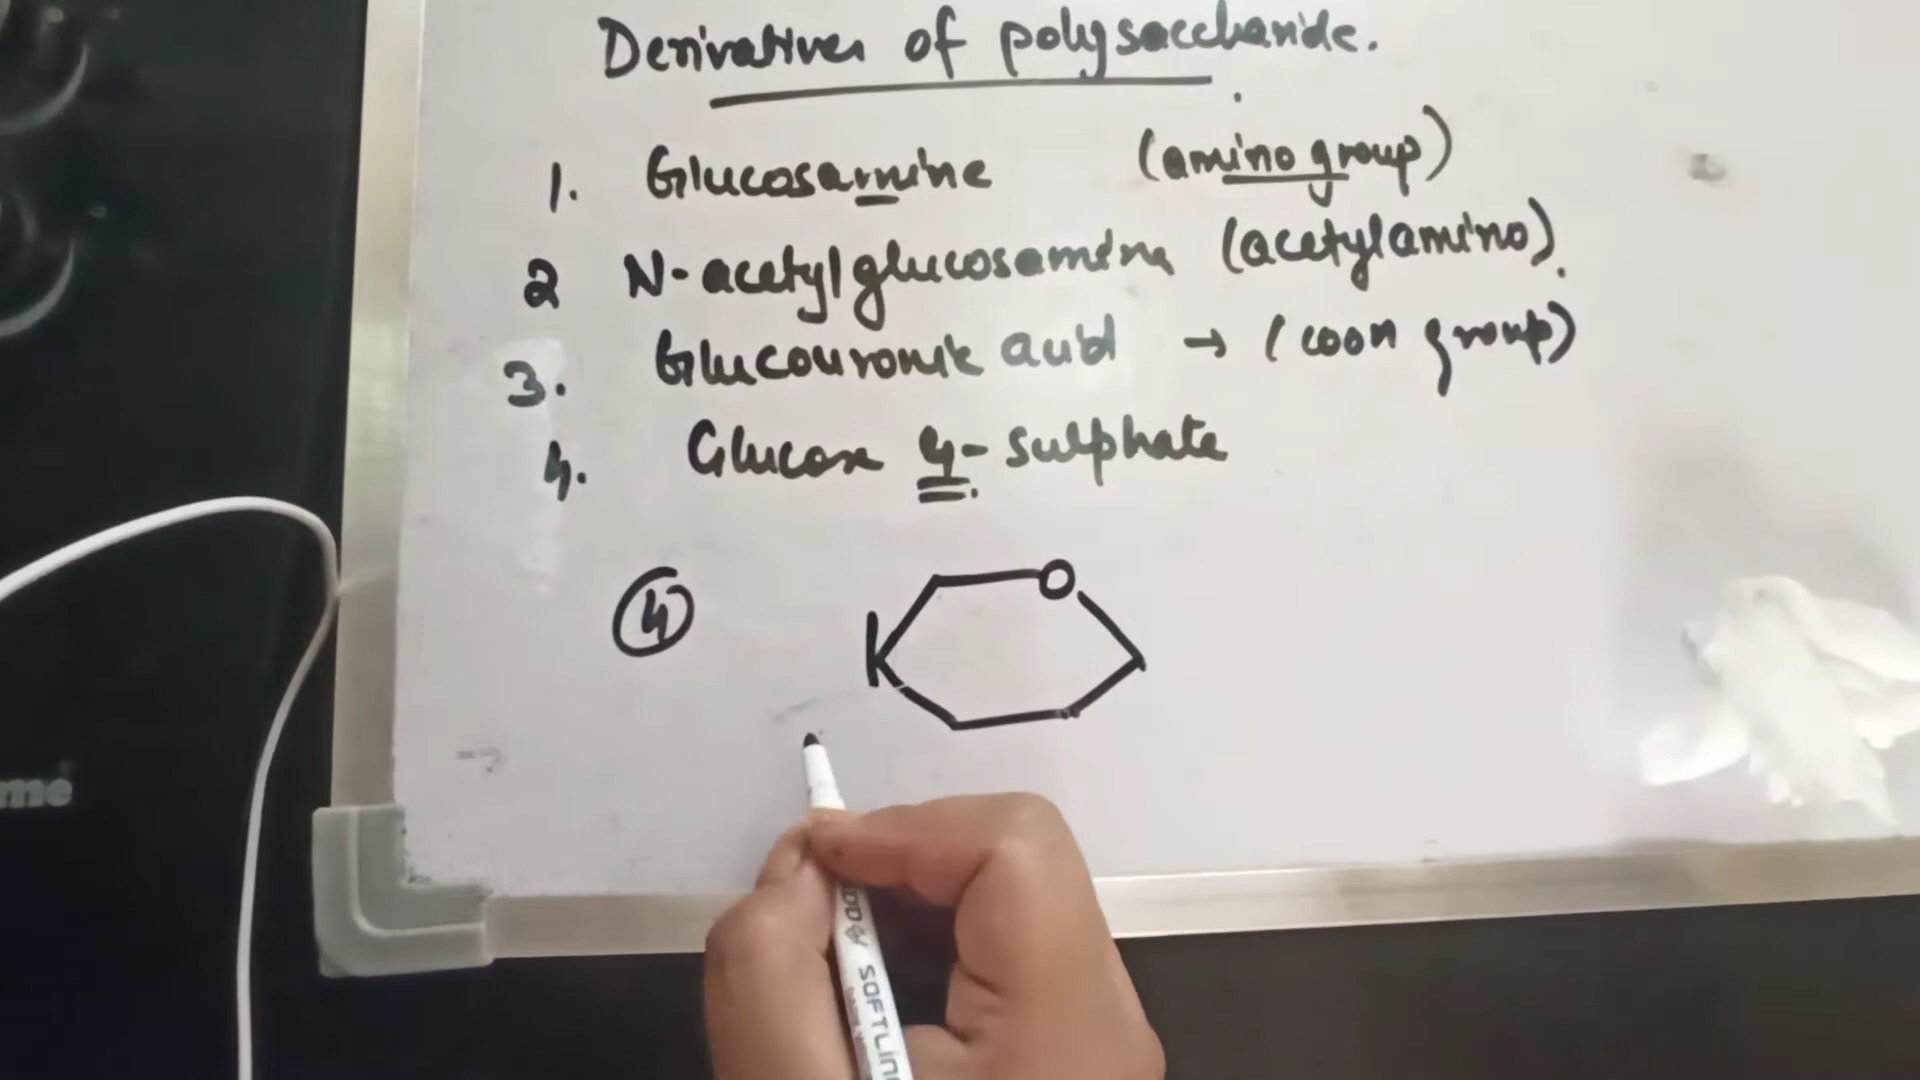 Derivatives of polysaccharide.
1. Glucosamine (amino group)
2 N-acetylglucosamine (acetylamino).
3. Glucouronic acid → (COOH group)
4. Glucose 4-sulphate
4
O
SOFTLINE
me